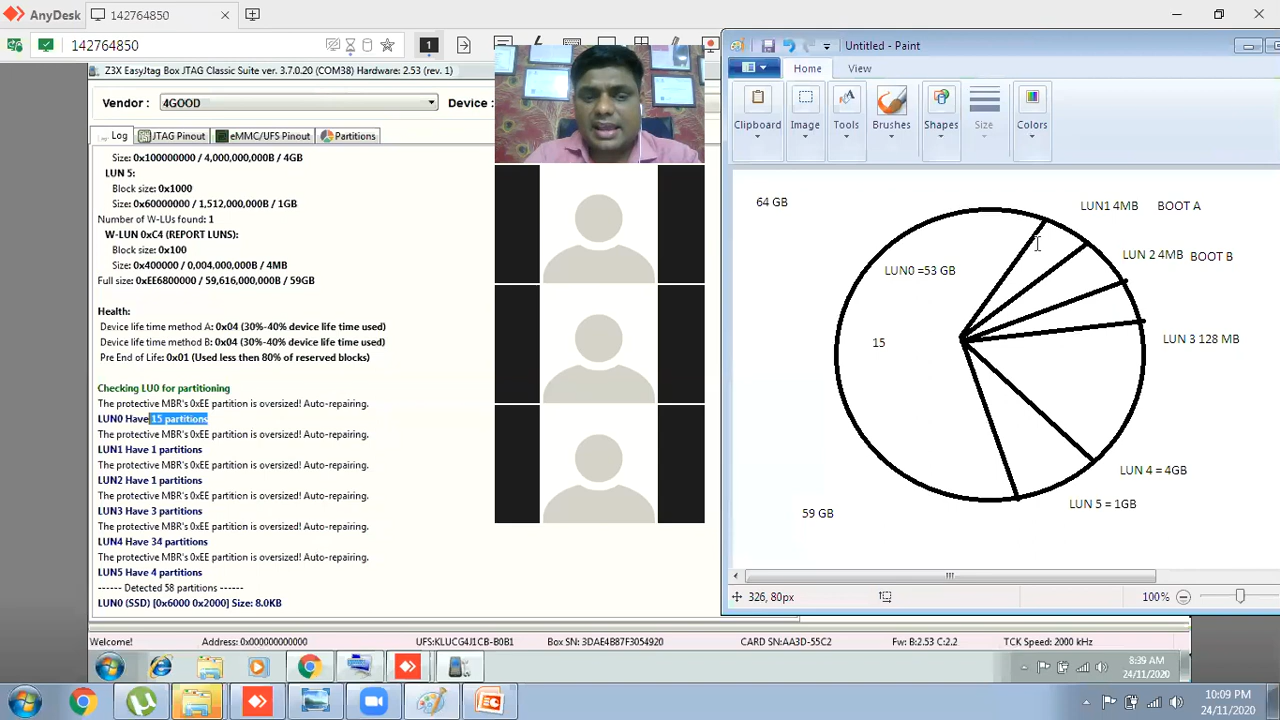 AnyDesk
142764850
142764850
1
Z3X EasyJtag Box JTAG Classic Suite ver. 3.7.0.20 (COM38) Hardware: 2.53 (rev. 1)
Vendor : 4GOOD Device :
Log JTAG Pinout eMMC/UFS Pinout Partitions
Size: 0x100000000 / 4,000,000,000B / 4GB
LUN 5:
Block size: 0x1000
Size: 0x60000000 / 1,512,000,000B / 1GB
Number of W-LUs found: 1
W-LUN 0xC4 (REPORT LUNS):
Block size: 0x100
Size: 0x400000 / 0,004,000,000B / 4MB
Full size: 0xEE6800000 / 59,616,000,000B / 59GB
Health:
Device life time method A: 0x04 (30%-40% device life time used)
Device life time method B: 0x04 (30%-40% device life time used)
Pre End of Life: 0x01 (Used less then 80% of reserved blocks)
Checking LU0 for partitioning
The protective MBR's 0xEE partition is oversized! Auto-repairing.
LUN0 Have 15 partitions
The protective MBR's 0xEE partition is oversized! Auto-repairing.
LUN1 Have 1 partitions
The protective MBR's 0xEE partition is oversized! Auto-repairing.
LUN2 Have 1 partitions
The protective MBR's 0xEE partition is oversized! Auto-repairing.
LUN3 Have 3 partitions
The protective MBR's 0xEE partition is oversized! Auto-repairing.
LUN4 Have 34 partitions
The protective MBR's 0xEE partition is oversized! Auto-repairing.
LUN5 Have 4 partitions
------ Detected 58 partitions ------
LUN0 (SSD) [0x6000 0x2000] Size: 8.0KB
Welcome! Address: 0x000000000000 UFS:KLUCG4J1CB-B0B1 Box SN: 3DAE4B87F3054920 CARD SN:AA3D-55C2 Fw: B:2.53 C:2.2 TCK Speed: 2000 kHz
8:39 AM
24/11/2020
Untitled - Paint
Home View
Clipboard Image Tools Brushes Shapes Size Colors
64 GB
LUN1 4MB BOOT A
LUN 2 4MB BOOT B
LUN0 =53 GB
LUN 3 128 MB
15
LUN 4 = 4GB
LUN 5 = 1GB
59 GB
326, 80px 100%
10:09 PM
24/11/2020